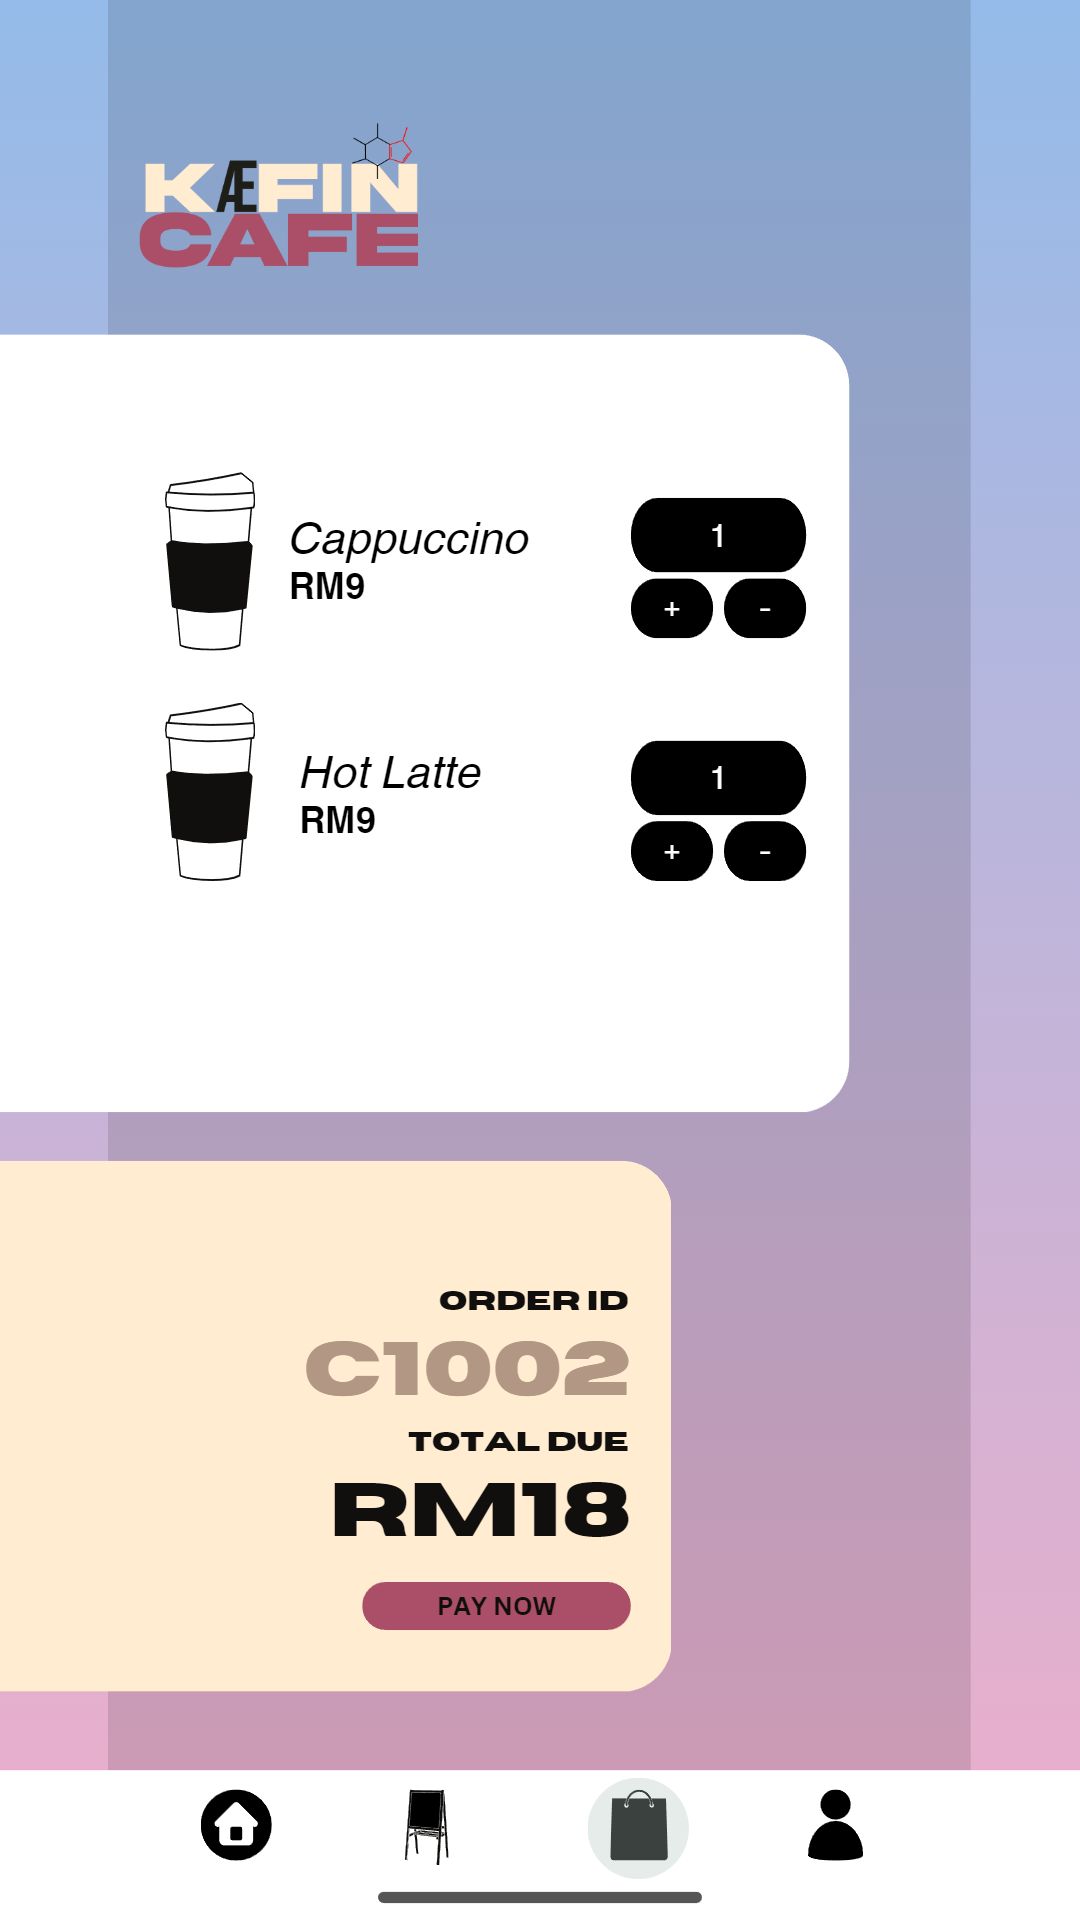 KÆFIN
CAFE
Cappuccino
RM9
1
+ -
Hot Latte
RM9
1
+ -
ORDER ID
C1002
TOTAL DUE
RM18
PAY NOW